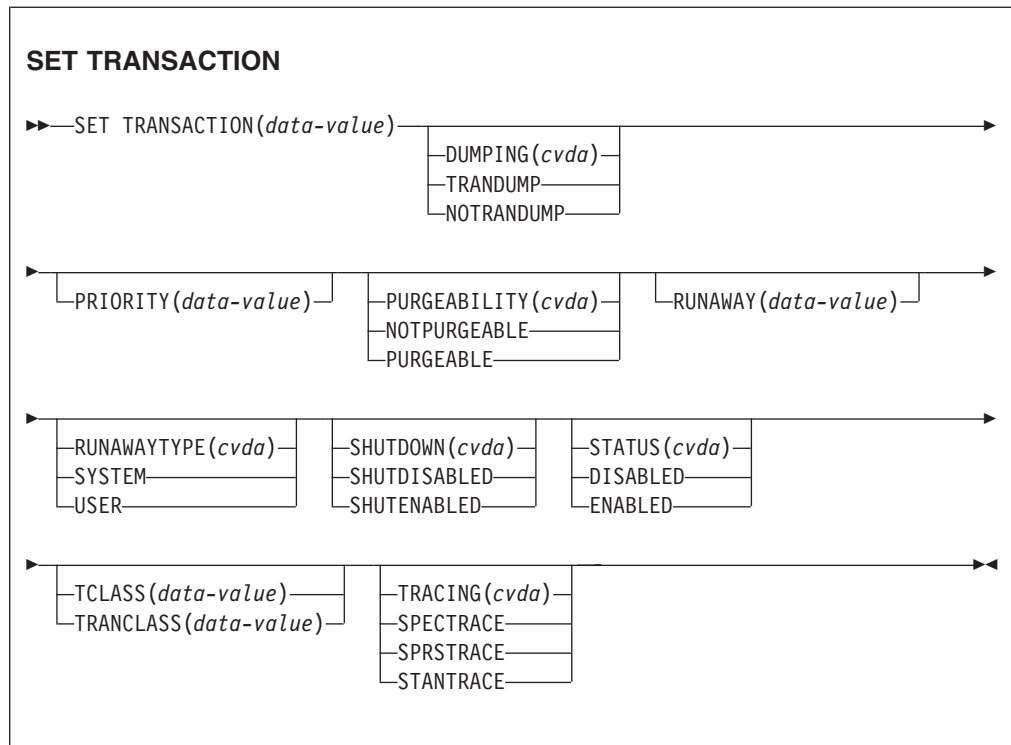 SET TRANSACTION
SET TRANSACTION(data-value)
DUMPING(cvda)
TRANDUMP
NOTRANDUMP
PRIORITY(data-value)
PURGEABILITY(cvda)
NOTPURGEABLE
PURGEABLE
RUNAWAY(data-value)
RUNAWAYTYPE(cvda)
SYSTEM
USER
SHUTDOWN(cvda)
SHUTDISABLED
SHUTENABLED
STATUS(cvda)
DISABLED
ENABLED
TCLASS(data-value)
TRANCLASS(data-value)
TRACING(cvda)
SPECTRACE
SPRSTRACE
STANTRACE